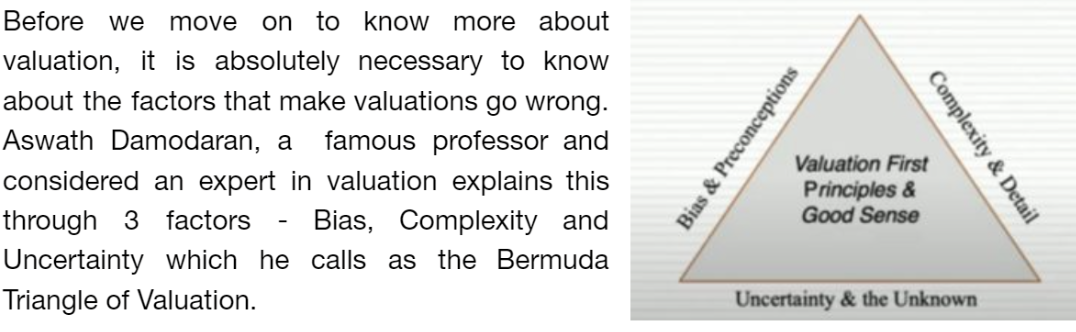 Before we move on to know more about
valuation, it is absolutely necessary to know
about the factors that make valuations go wrong.
Aswath Damodaran, a famous professor and
considered an expert in valuation explains this
through 3 factors - Bias, Complexity and
Uncertainty which he calls as the Bermuda
Triangle of Valuation.
Bias & Preconceptions
Complexity & Detail
Valuation First
Principles &
Good Sense
Uncertainty & the Unknown